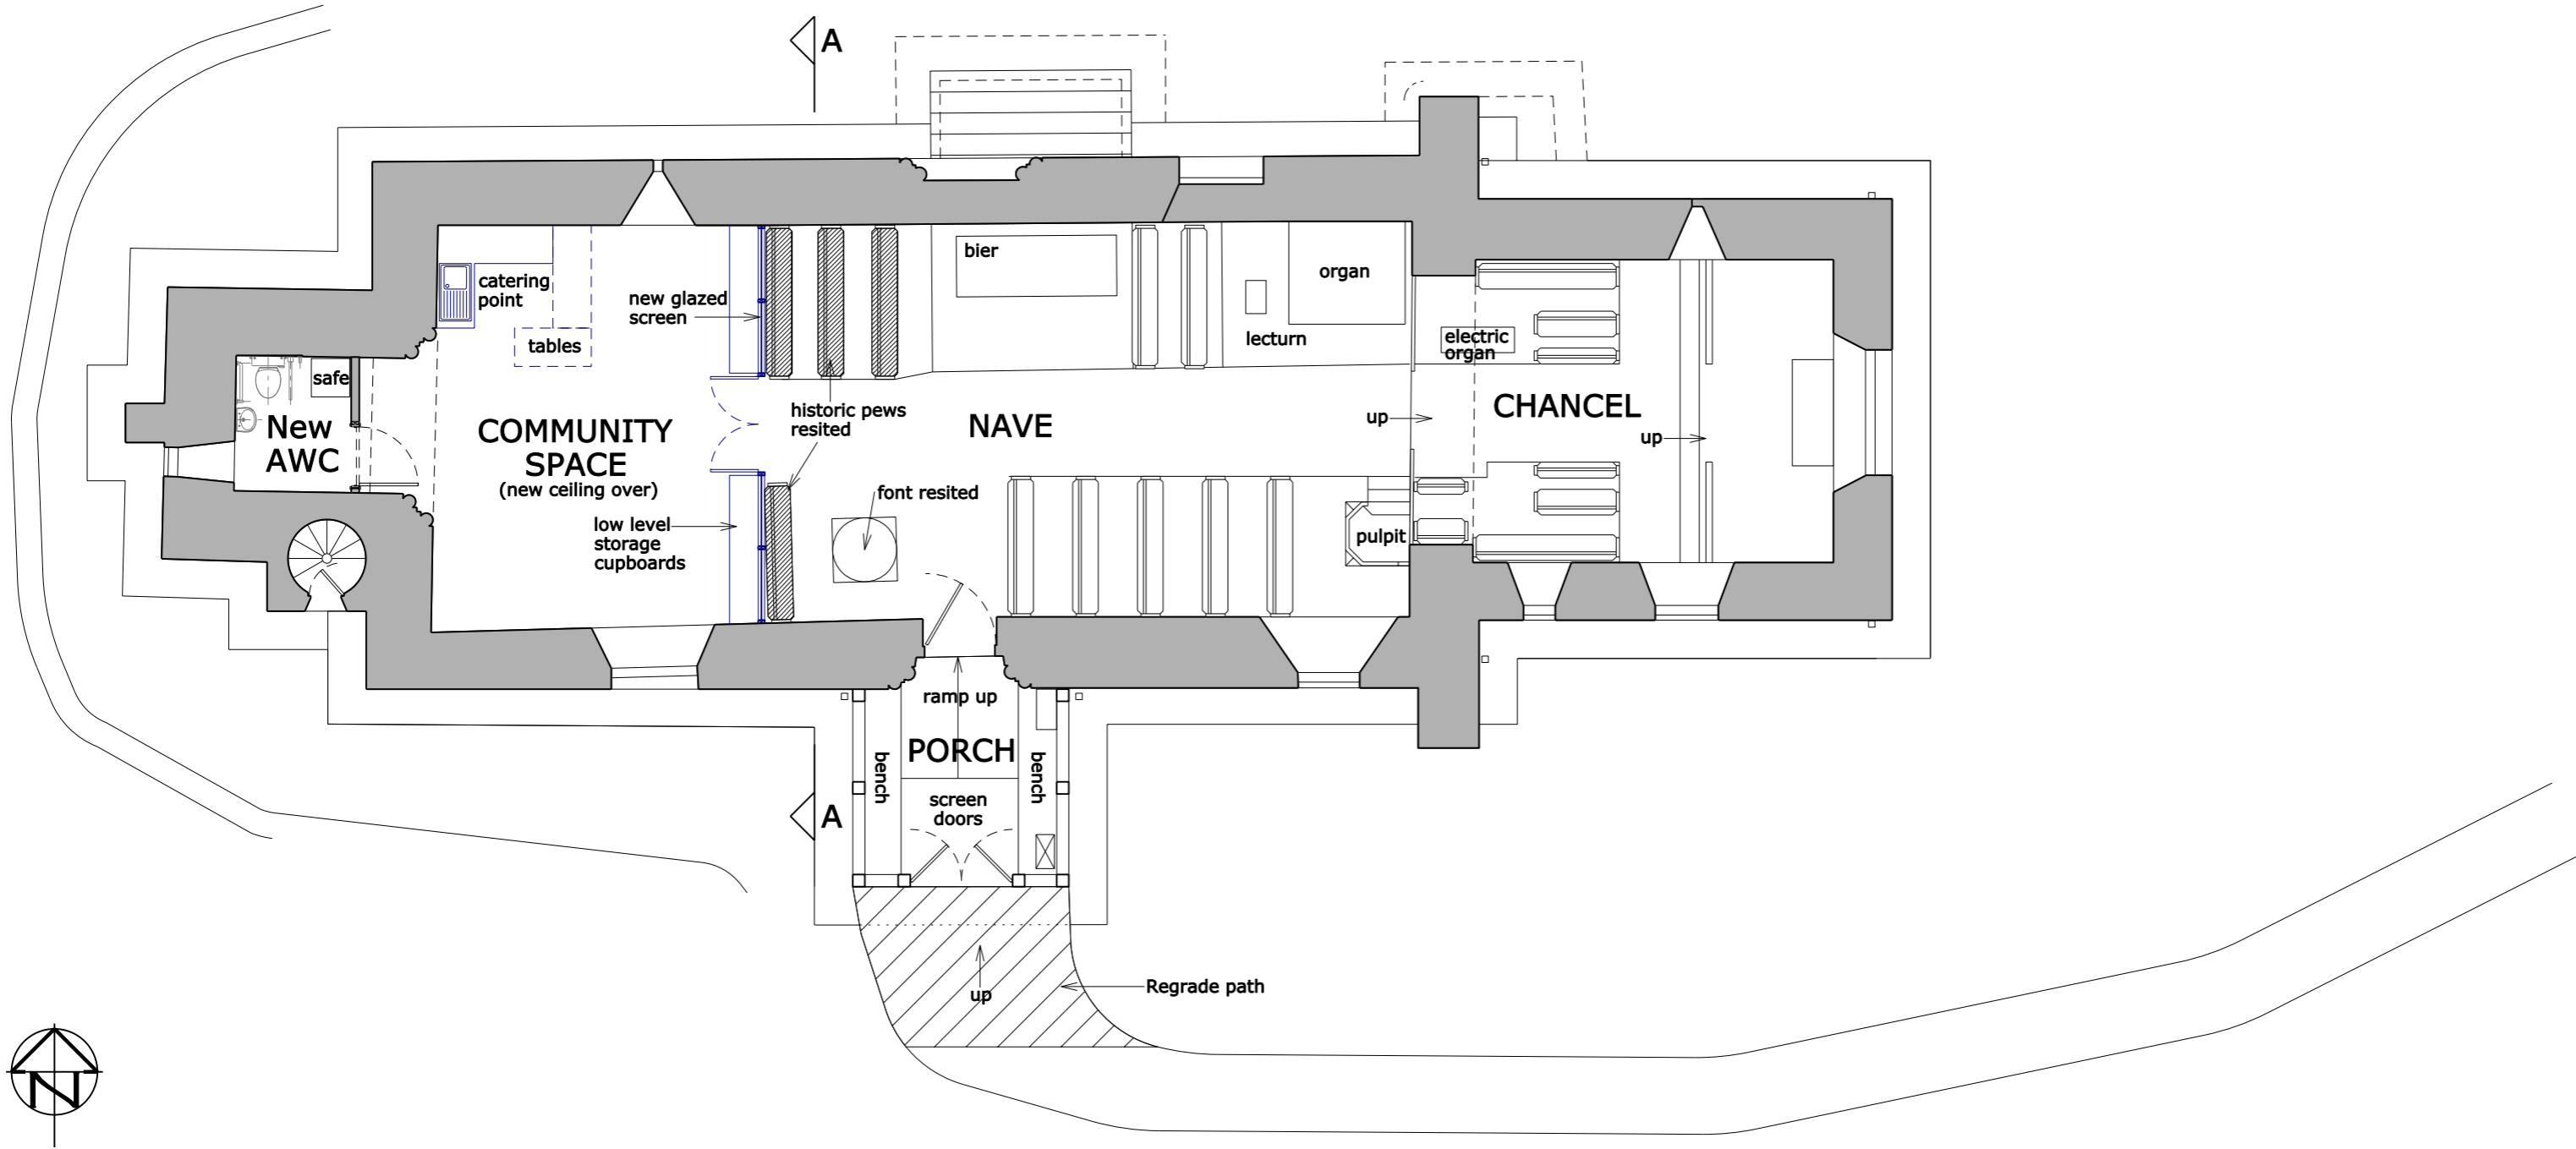 A
bier
organ
catering
point
new glazed
screen
lecturn
electric
organ
tables
safe
historic pews
resited
New
AWC
COMMUNITY
SPACE
(new ceiling over)
NAVE
up
CHANCEL
up
font resited
low level
storage
cupboards
pulpit
ramp up
PORCH
bench
bench
screen
doors
A
up
Regrade path
N